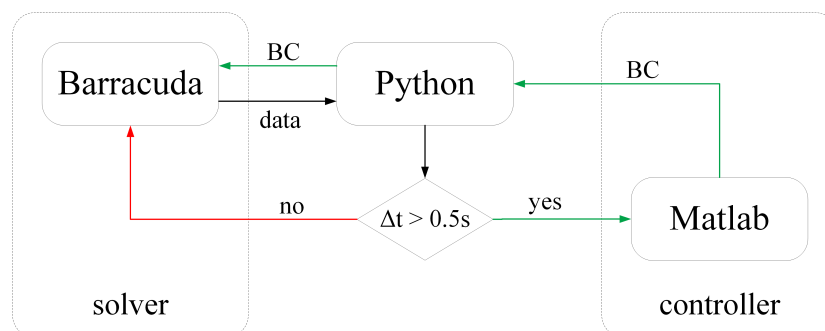 BC
BC
Barracuda
Python
data
no
Δt > 0.5s
yes
Matlab
solver
controller